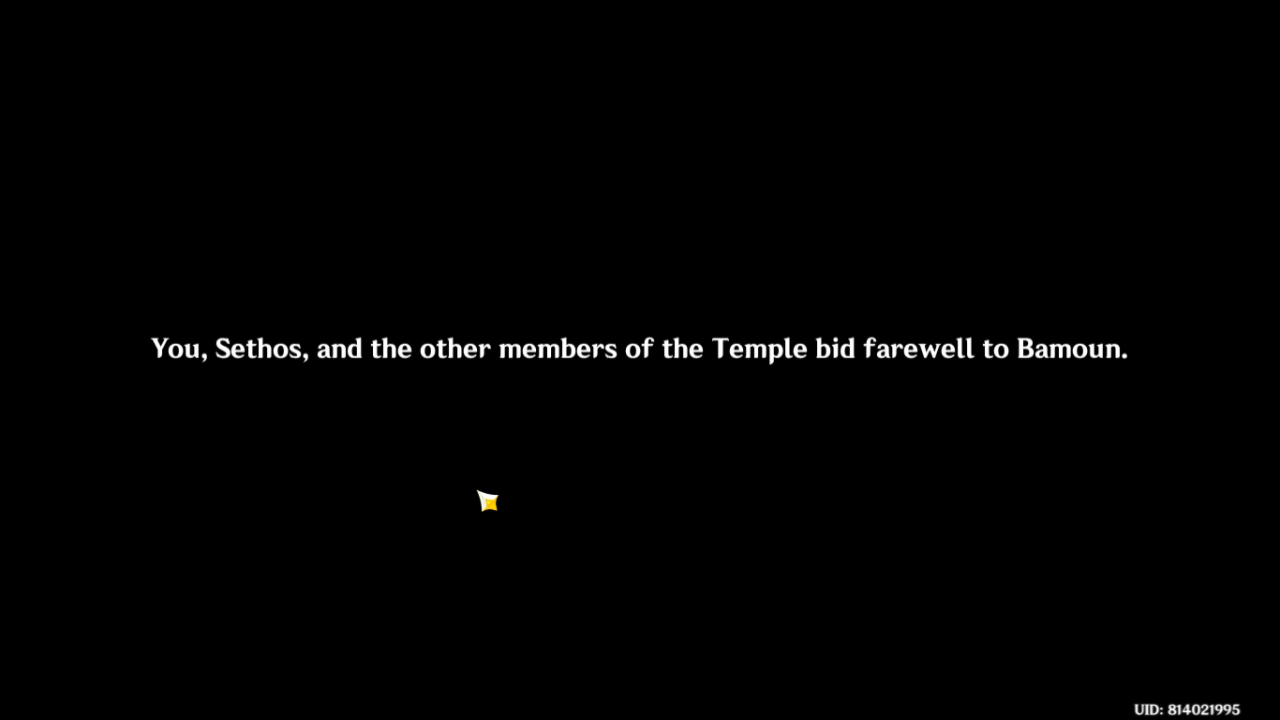 You, Sethos, and the other members of the Temple bid farewell to Bamoun.
UID: 814021995